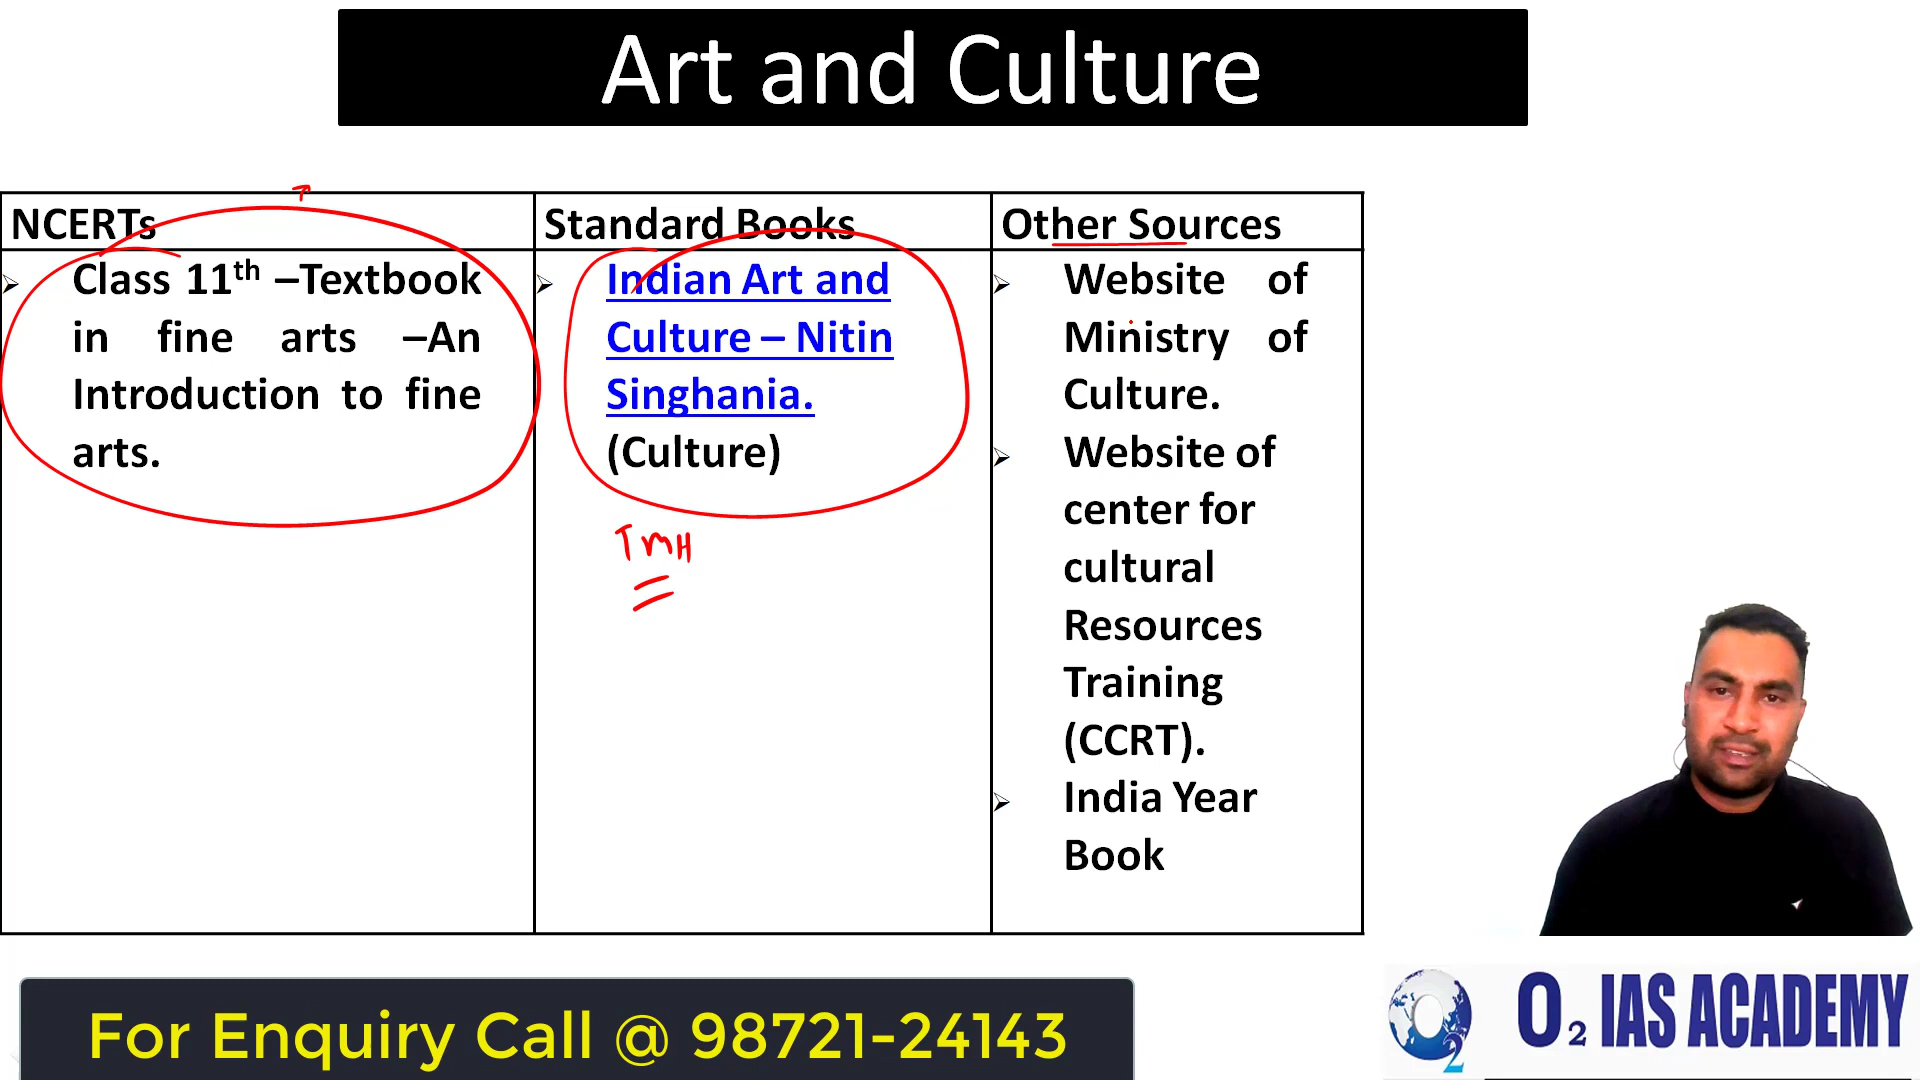 Art and Culture
NCERTs
Class 11th –Textbook
in fine arts –An
Introduction to fine
arts.
Standard Books
Indian Art and
Culture – Nitin
Singhania.
(Culture)
TMH
Other Sources
Website of
Ministry of
Culture.
Website of
center for
cultural
Resources
Training
(CCRT).
India Year
Book
For Enquiry Call @ 98721-24143
O2
O2 IAS ACADEMY